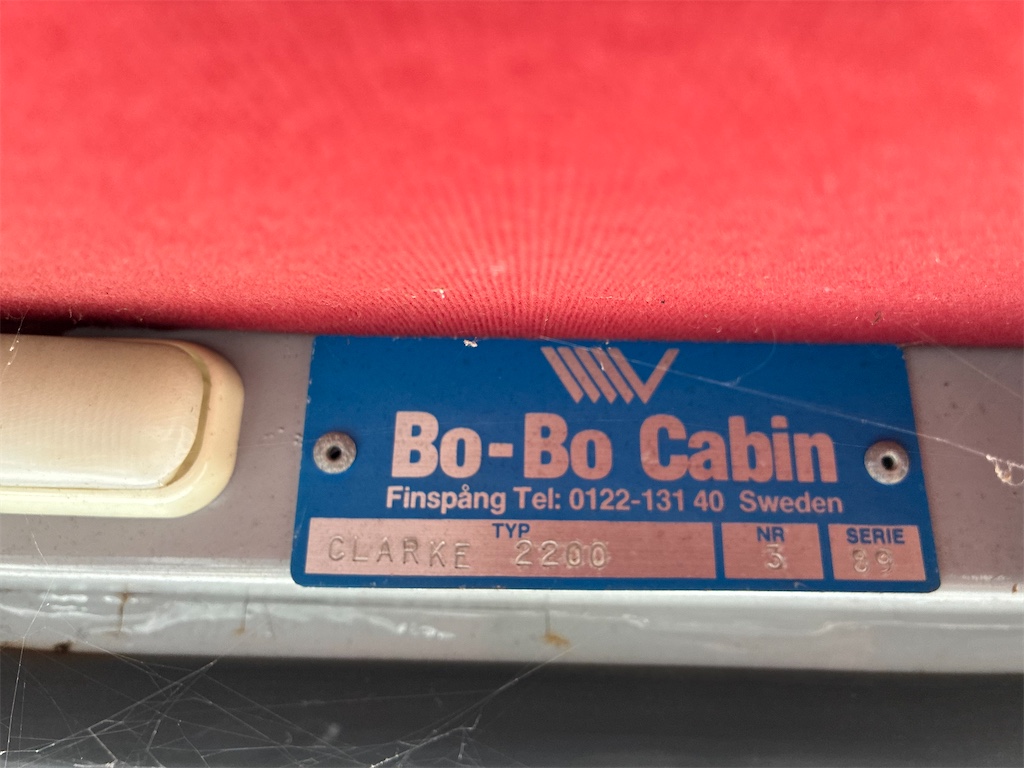 Bo-Bo Cabin
Finspång Tel: 0122-131 40 Sweden
TYP NR SERIE
CLARKE 2200 3 89